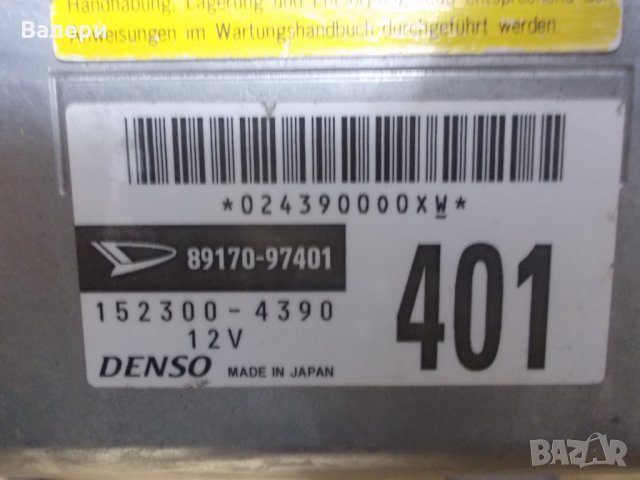 Валери
Handhabung, Lagerung und
Anweisungen im Wartungshandbuch durchgeführt werden.
*0243900000XW*
89170-97401
401
152300-4390
12V
DENSO MADE IN JAPAN
BAZAR